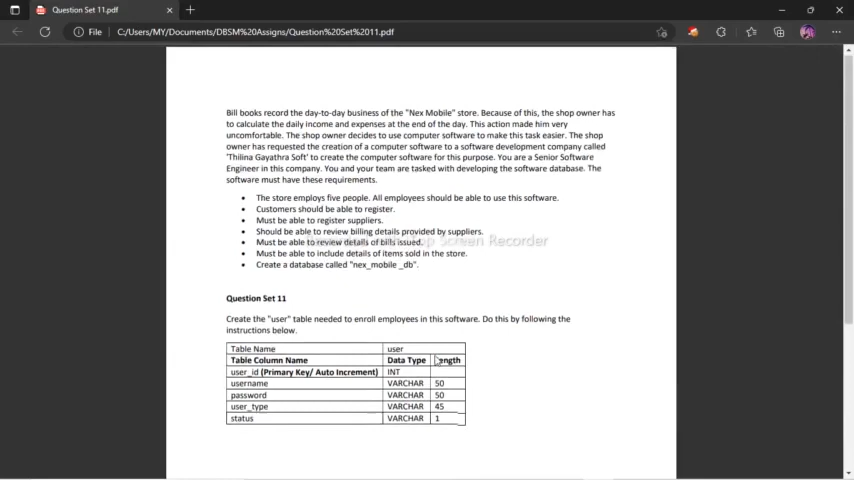 Question Set 11.pdf
File C:/Users/MY/Documents/DBSM%20Assigns/Question%20Set%2011.pdf
Bill books record the day-to-day business of the "Nex Mobile" store. Because of this, the shop owner has
to calculate the daily income and expenses at the end of the day. This action made him very
uncomfortable. The shop owner decides to use computer software to make this task easier. The shop
owner has requested the creation of a computer software to a software development company called
'Thilina Gayathra Soft' to create the computer software for this purpose. You are a Senior Software
Engineer in this company. You and your team are tasked with developing the software database. The
software must have these requirements.
• The store employs five people. All employees should be able to use this software.
• Customers should be able to register.
• Must be able to register suppliers.
• Should be able to review billing details provided by suppliers.
• Must be able to review details of bills issued.
Screen Recorder
• Must be able to include details of items sold in the store.
• Create a database called "nex_mobile _db".
Question Set 11
Create the "user" table needed to enroll employees in this software. Do this by following the
instructions below.
Table Name user
Table Column Name Data Type Length
user_id (Primary Key/ Auto Increment) INT
username VARCHAR 50
password VARCHAR 50
user_type VARCHAR 45
status VARCHAR 1